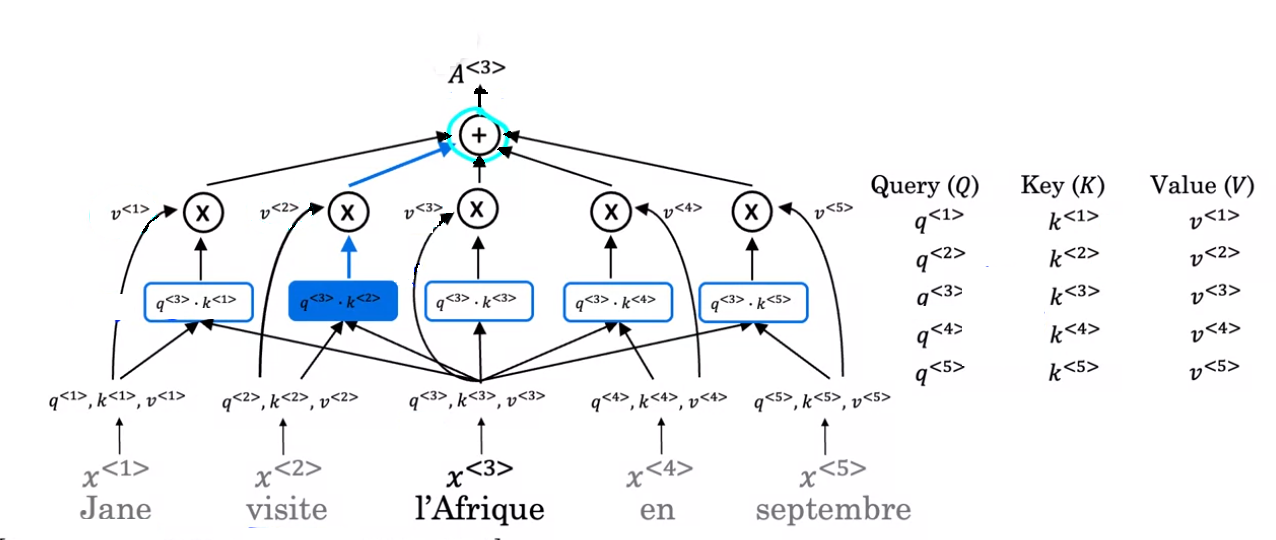 A<3>
+
Query (Q) Key (K) Value (V)
v<1> X v<2> X v<3> X X v<4> X v<5>
q<1> k<1> v<1>
q<2> k<2> v<2>
q<3> · k<1> q<3> · k<2> q<3> · k<3> q<3> · k<4> q<3> · k<5>
q<3> k<3> v<3>
q<4> k<4> v<4>
q<5> k<5> v<5>
q<1>, k<1>, v<1> q<2>, k<2>, v<2> q<3>, k<3>, v<3> q<4>, k<4>, v<4> q<5>, k<5>, v<5>
x<1> x<2> x<3> x<4> x<5>
Jane visite l'Afrique en septembre